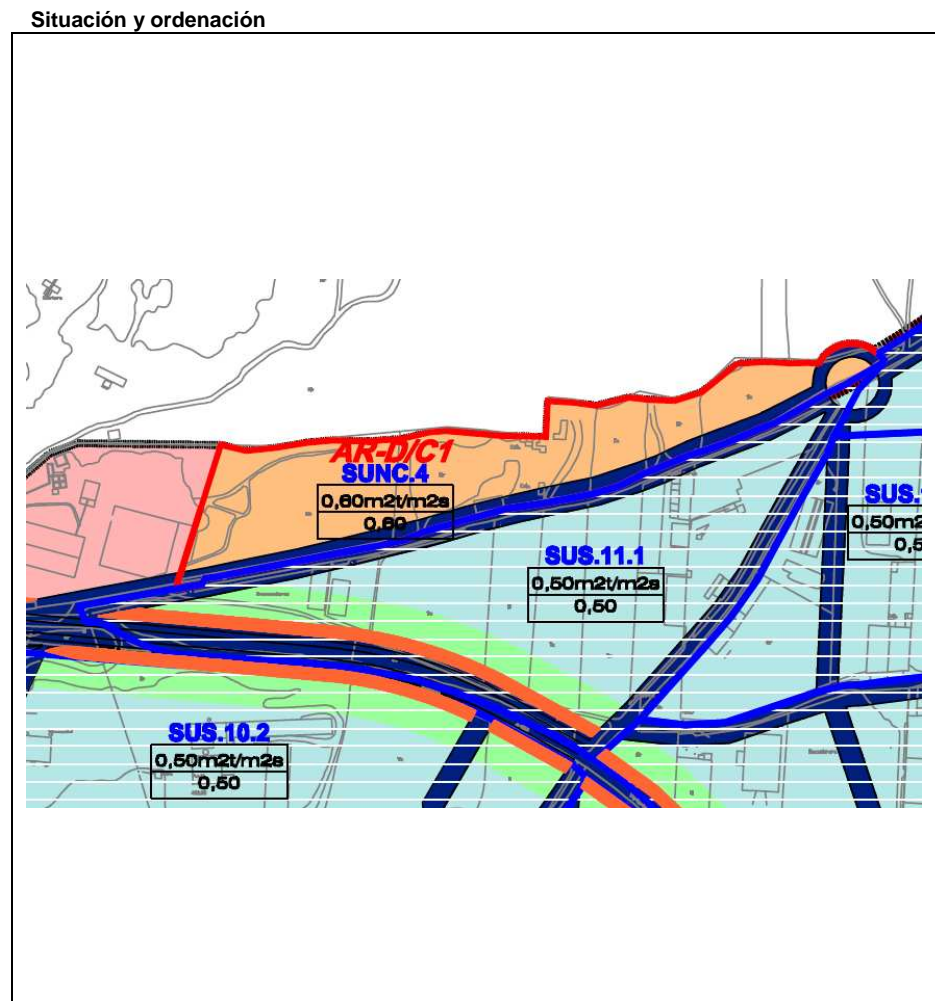 Situación y ordenación
AR-D/C1
SUNC.4
0,60m2t/m2s
0,60
SUS.
0,50m2
0,5
SUS.11.1
0,50m2t/m2s
0,50
SUS.10.2
0,50m2t/m2s
0,50